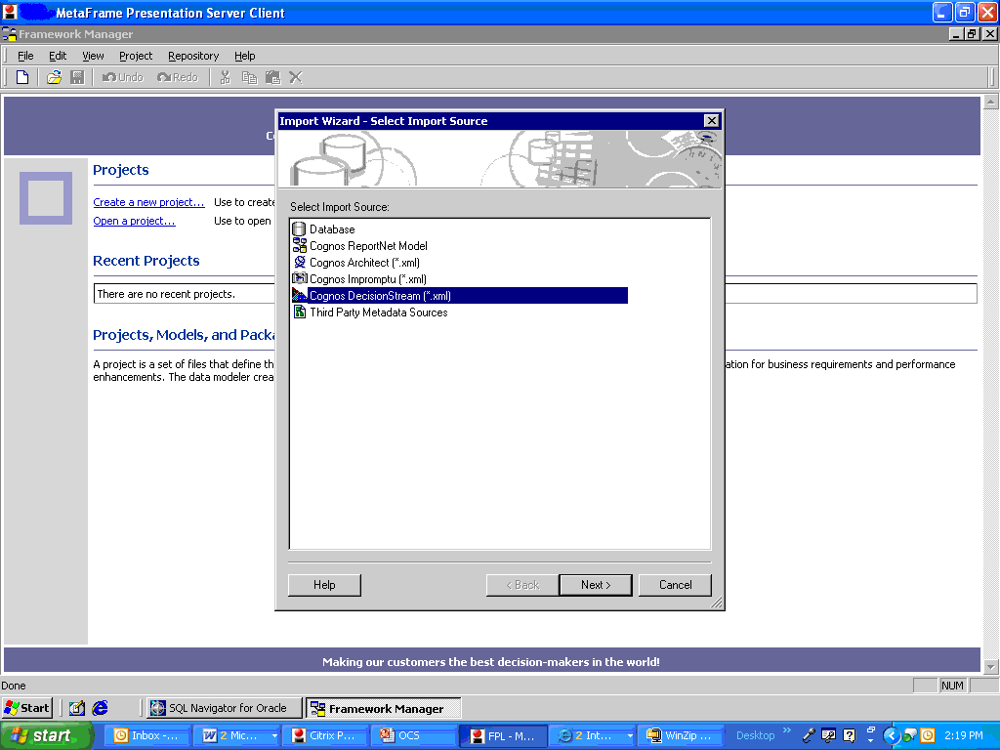 MetaFrame Presentation Server Client
Framework Manager
File Edit View Project Repository Help
Undo Redo
Import Wizard - Select Import Source
Projects
Create a new project... Use to create
Open a project... Use to open
Recent Projects
There are no recent projects.
Projects, Models, and Packa
A project is a set of files that define th
ation for business requirements and performance
enhancements. The data modeler crea
Select Import Source:
Database
Cognos ReportNet Model
Cognos Architect (*.xml)
Cognos Impromptu (*.xml)
Cognos DecisionStream (*.xml)
Third Party Metadata Sources
Help < Back Next > Cancel
Making our customers the best decision-makers in the world!
Done NUM
Start SQL Navigator for Oracle Framework Manager
start Inbox -... 2 Mic... Citrix P... OCS FPL - M... 2 Int... WinZip ... Desktop » 2:19 PM